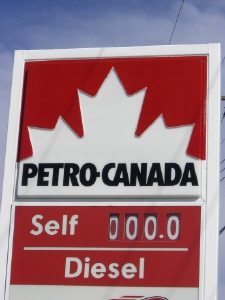 PETRO-CANADA
Self 000.0
Diesel